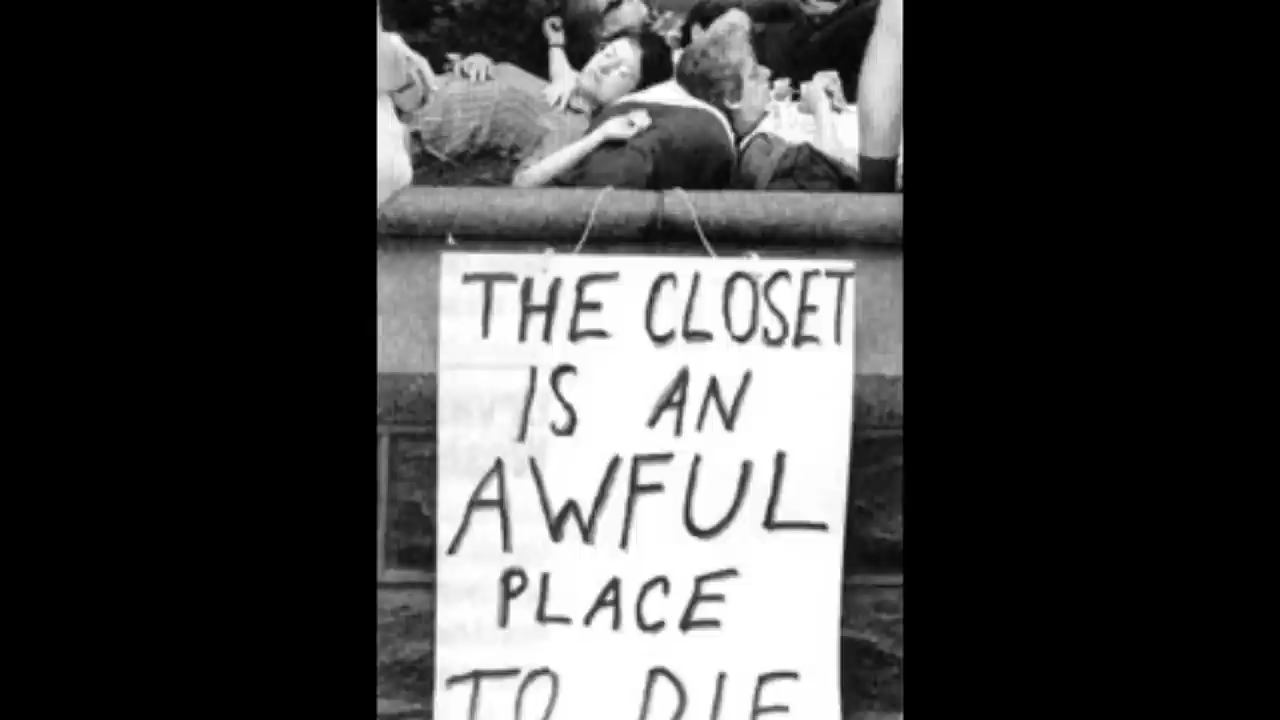 THE CLOSET
IS AN
AWFUL
PLACE
TO DIE